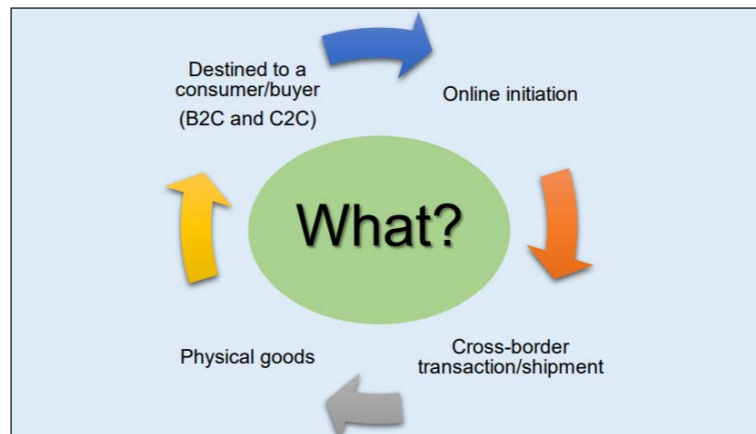 Destined to a
consumer/buyer
(B2C and C2C)
Online initiation
What?
Physical goods
Cross-border
transaction/shipment